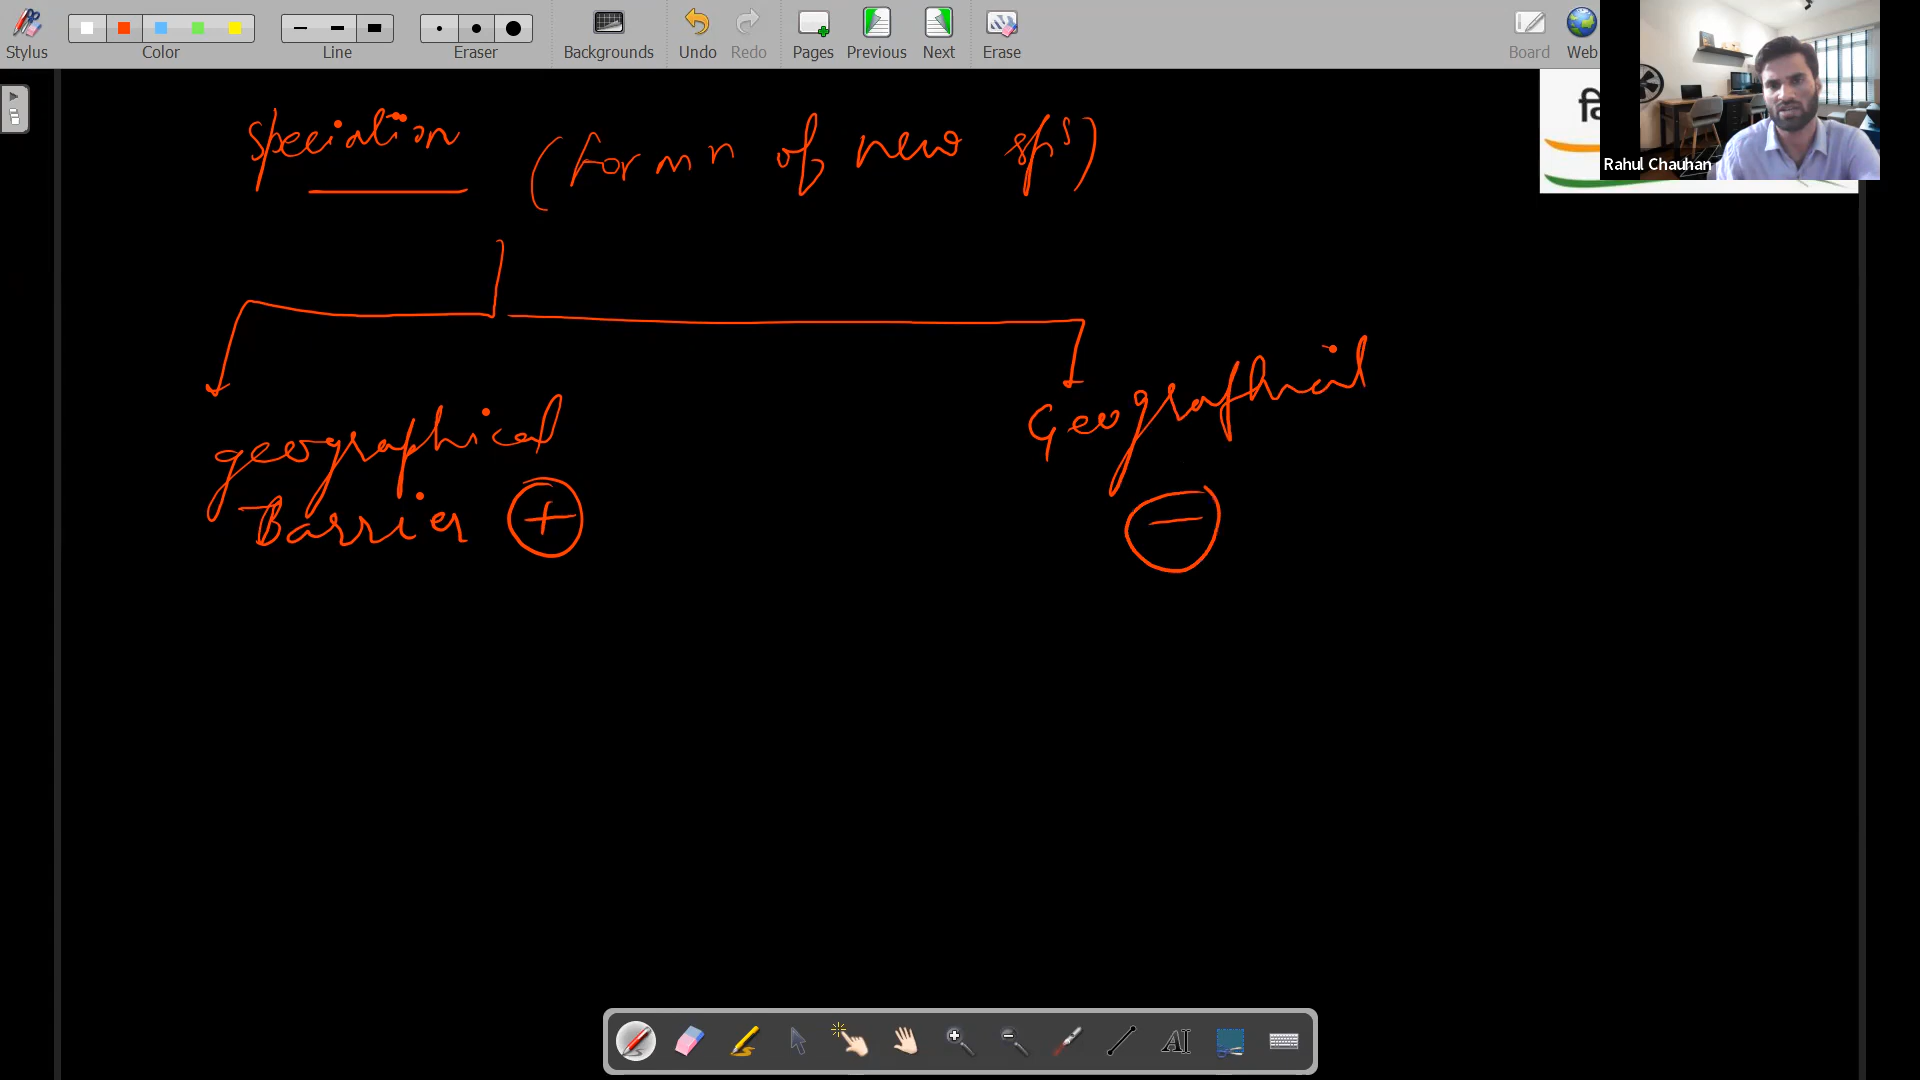 Stylus
Color
Line
Eraser
Backgrounds
Undo
Redo
Pages
Previous
Next
Erase
Board
Web
Rahul Chauhan
speciation (formn of new sps)
geographical
Barrier +
Geographical
−